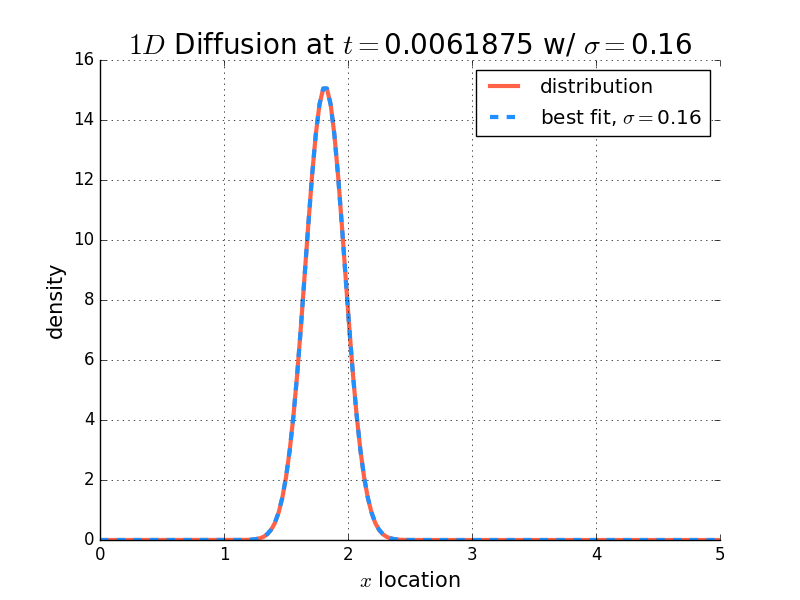 1D Diffusion at t = 0.0061875 w/ σ = 0.16
distribution
best fit, σ = 0.16
16
14
12
10
8
6
4
2
0
density
0 1 2 3 4 5
x location